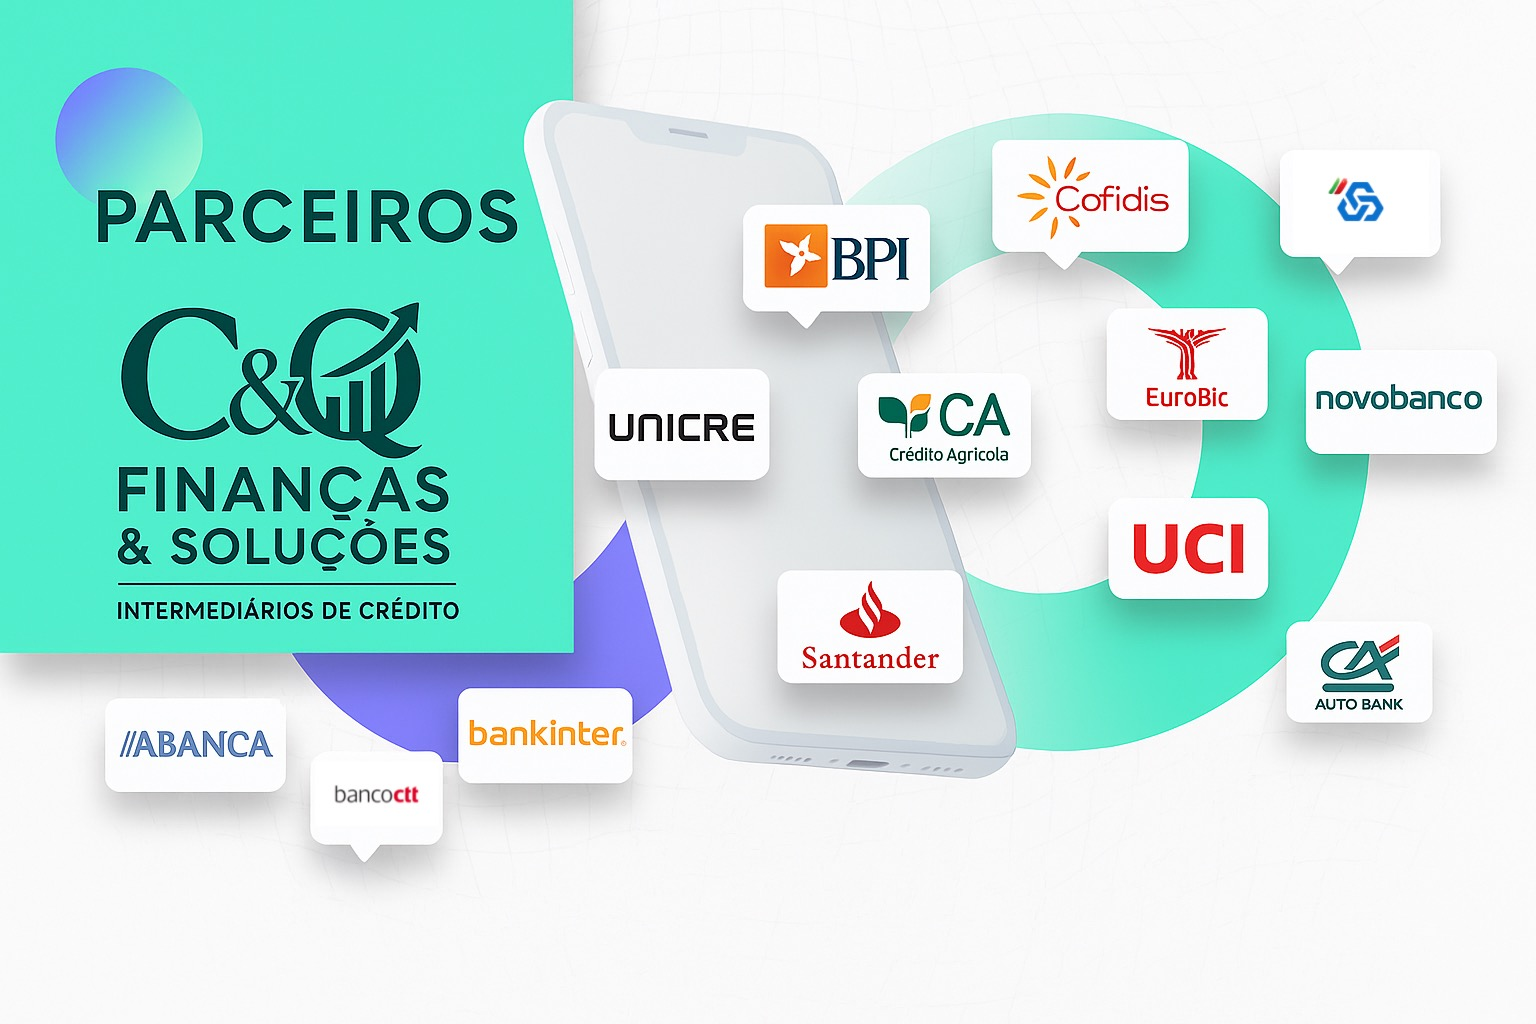 PARCEIROS
C&Q
FINANÇAS
& SOLUÇÕES
INTERMEDIÁRIOS DE CRÉDITO
Cofidis
BPI
EuroBic
novobanco
UNICRE
CA
Crédito Agricola
UCI
Santander
CA
AUTO BANK
//ABANCA
bankinter®
bancoctt